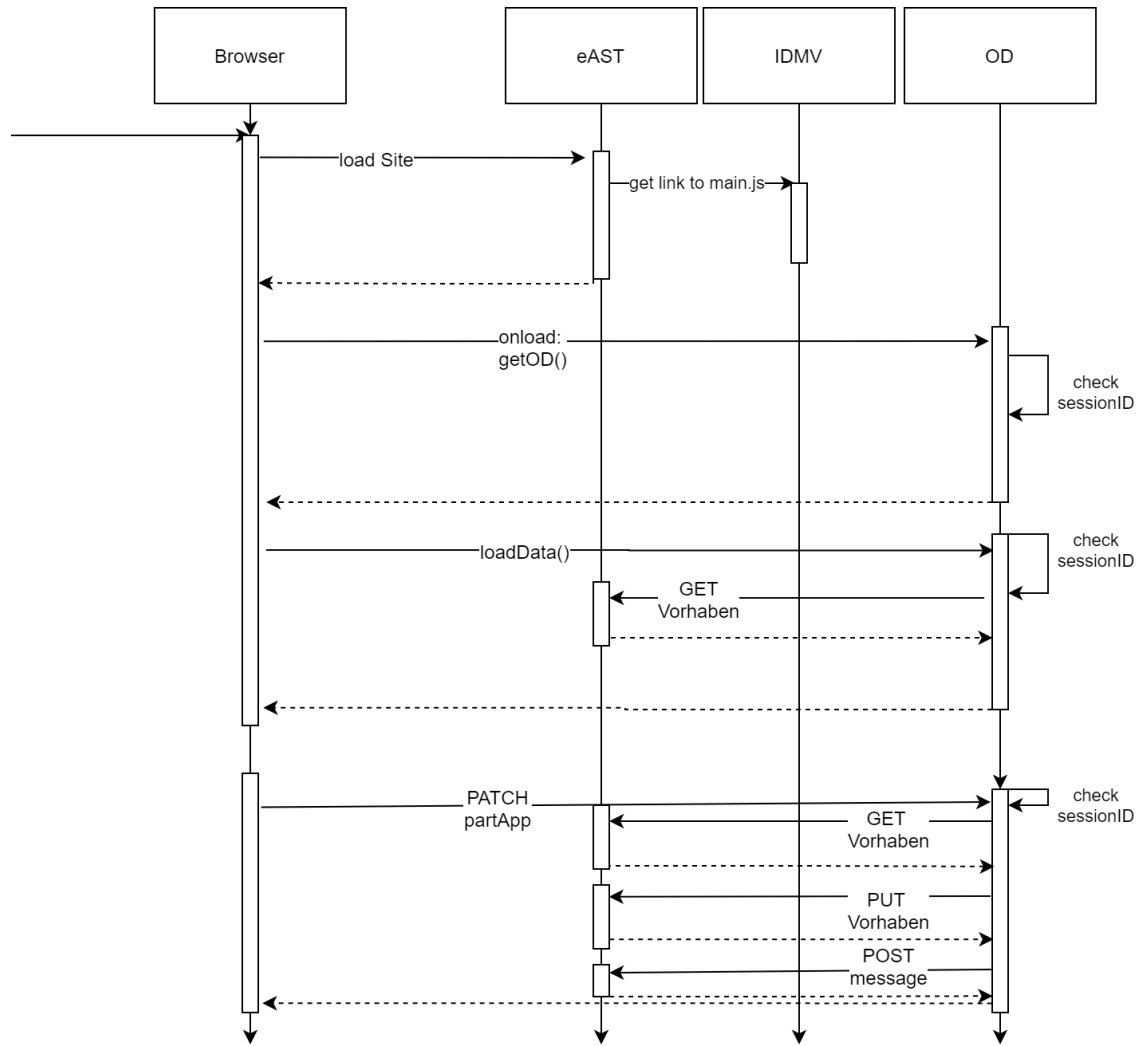 Browser
eAST
IDMV
OD
load Site
get link to main.js
onload:
getOD()
check
sessionID
loadData()
check
sessionID
GET
Vorhaben
PATCH
partApp
check
sessionID
GET
Vorhaben
PUT
Vorhaben
POST
message